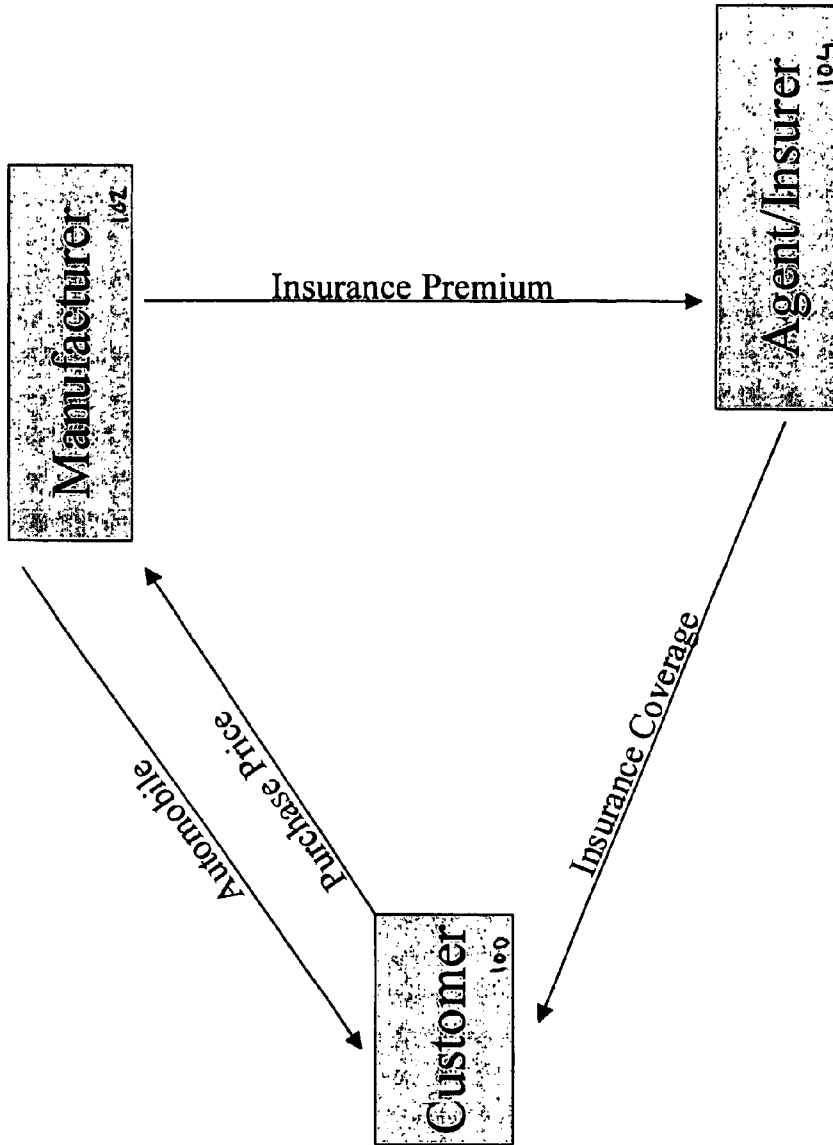 Manufacturer
102
Automobile
Purchase Price
Insurance Premium
Customer
100
Insurance Coverage
Agent/Insurer
104